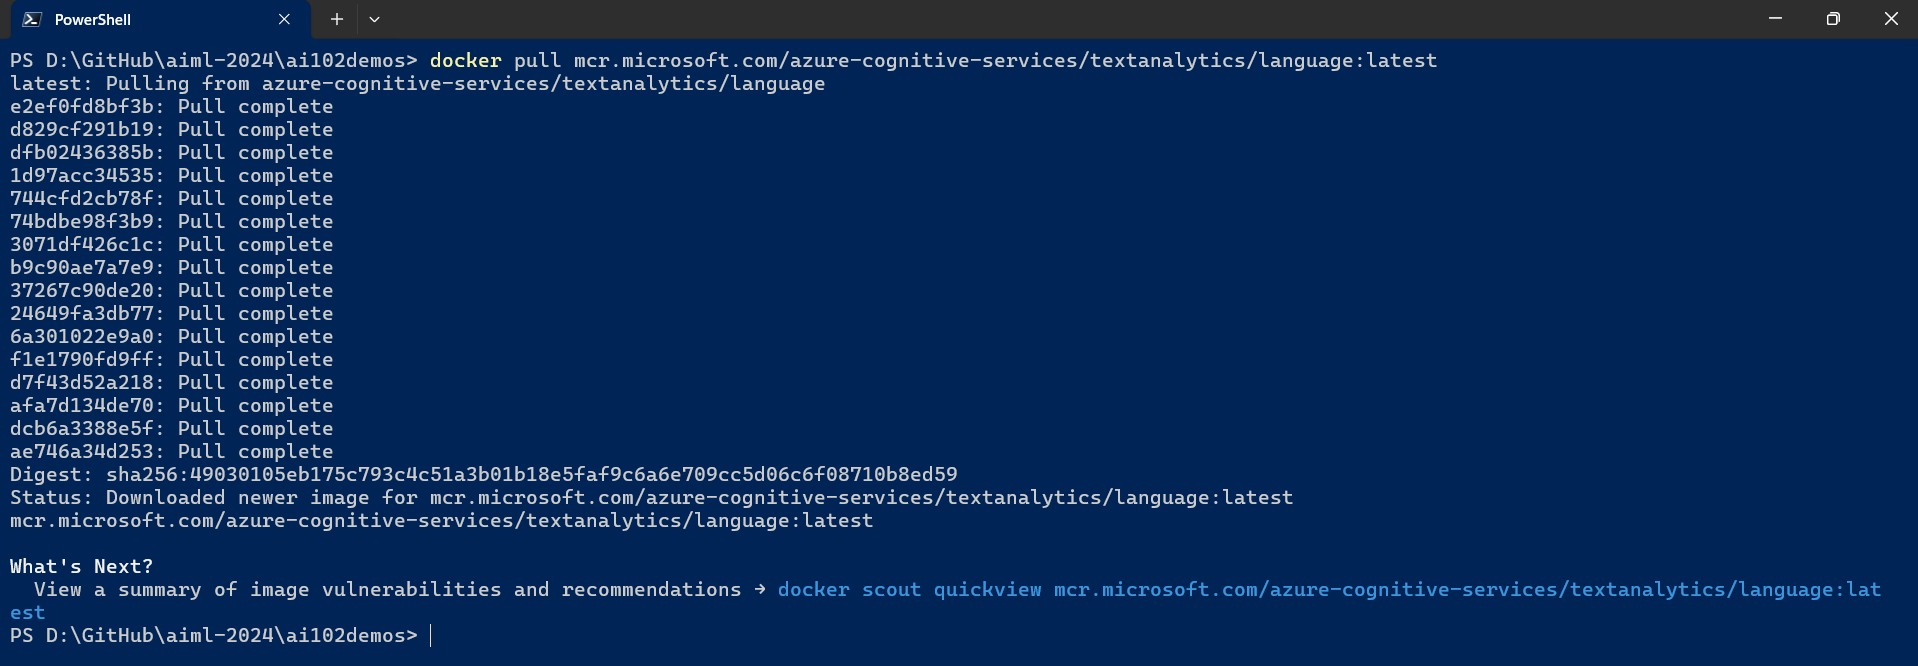 PowerShell
PS D:\GitHub\aiml-2024\ai102demos> docker pull mcr.microsoft.com/azure-cognitive-services/textanalytics/language:latest
latest: Pulling from azure-cognitive-services/textanalytics/language
e2ef0fd8bf3b: Pull complete
d829cf291b19: Pull complete
dfb02436385b: Pull complete
1d97acc34535: Pull complete
744cfd2cb78f: Pull complete
74bdbe98f3b9: Pull complete
3071df426c1c: Pull complete
b9c90ae7a7e9: Pull complete
37267c90de20: Pull complete
24649fa3db77: Pull complete
6a301022e9a0: Pull complete
f1e1790fd9ff: Pull complete
d7f43d52a218: Pull complete
afa7d134de70: Pull complete
dcb6a3388e5f: Pull complete
ae746a34d253: Pull complete
Digest: sha256:49030105eb175c793c4c51a3b01b18e5faf9c6a6e709cc5d06c6f08710b8ed59
Status: Downloaded newer image for mcr.microsoft.com/azure-cognitive-services/textanalytics/language:latest
mcr.microsoft.com/azure-cognitive-services/textanalytics/language:latest
What's Next?
View a summary of image vulnerabilities and recommendations → docker scout quickview mcr.microsoft.com/azure-cognitive-services/textanalytics/language:lat
est
PS D:\GitHub\aiml-2024\ai102demos>